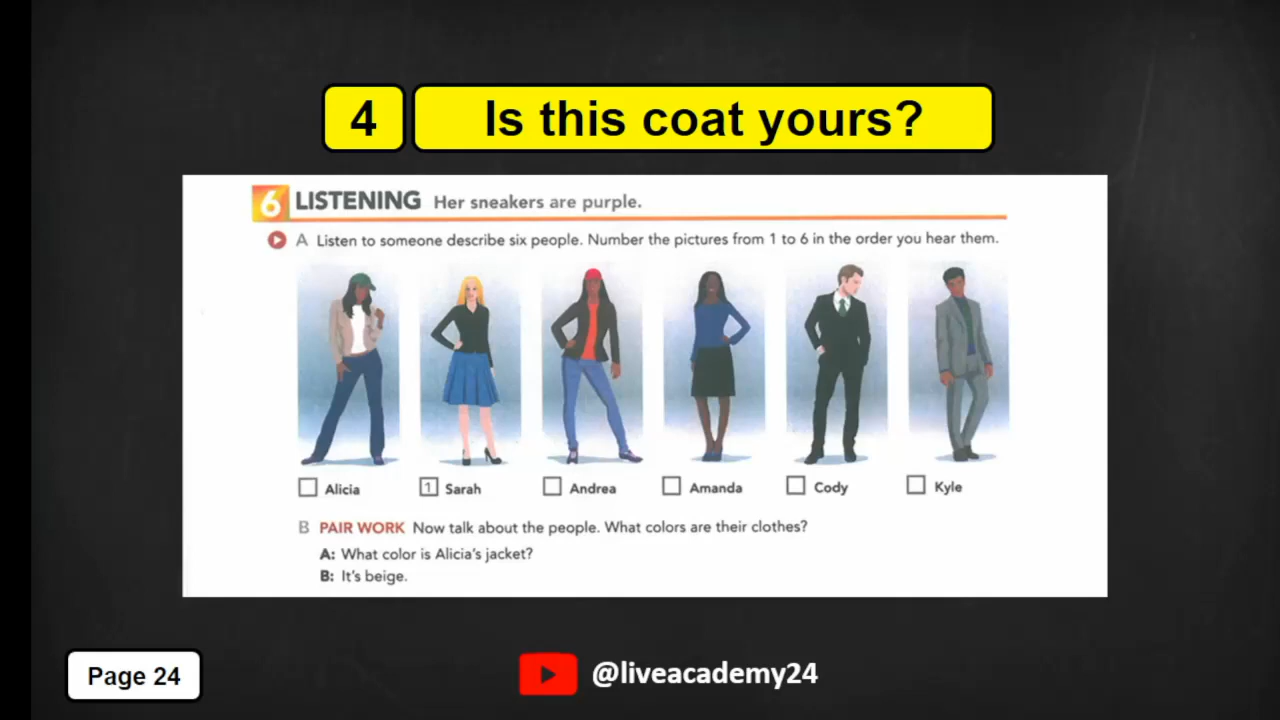 4 Is this coat yours?
6 LISTENING Her sneakers are purple.
A Listen to someone describe six people. Number the pictures from 1 to 6 in the order you hear them.
Alicia 1 Sarah Andrea Amanda Cody Kyle
B PAIR WORK Now talk about the people. What colors are their clothes?
A: What color is Alicia's jacket?
B: It's beige.
Page 24
@liveacademy24